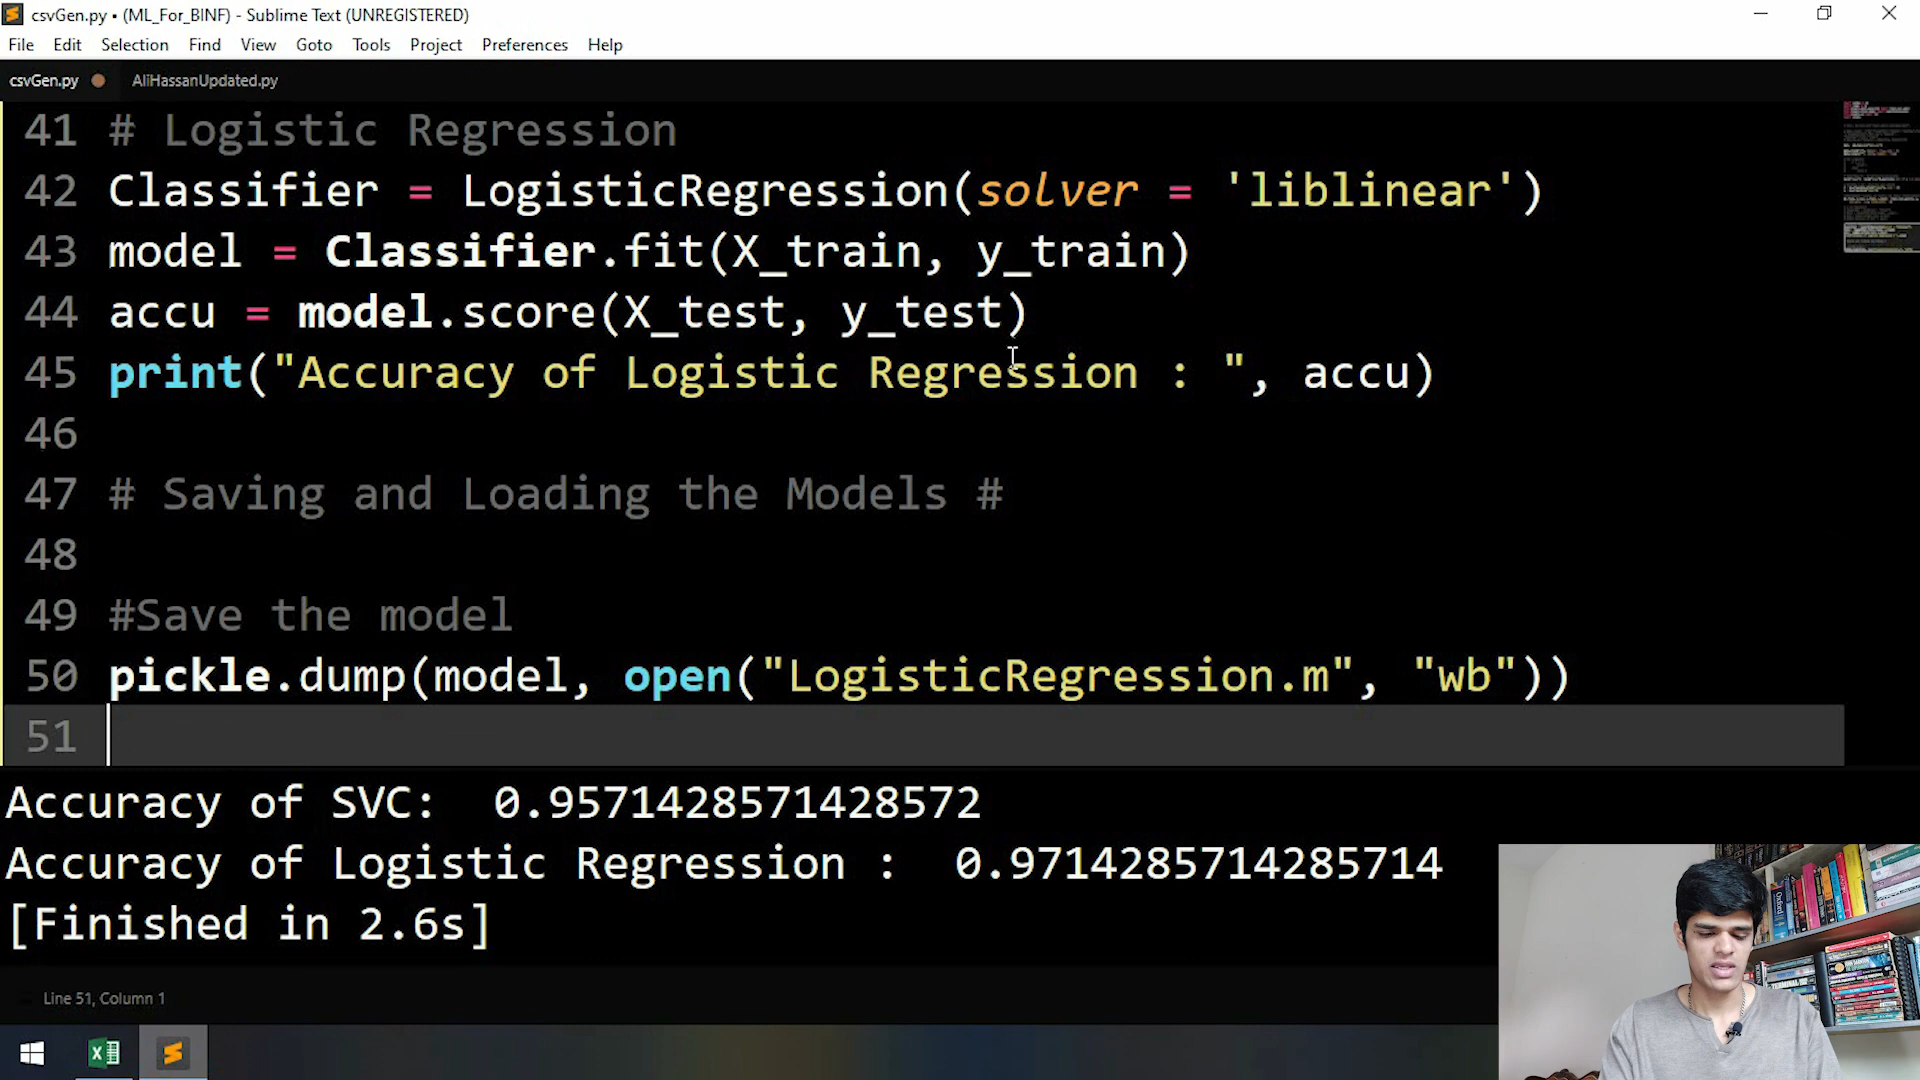 csvGen.py • (ML_For_BINF) - Sublime Text (UNREGISTERED)
File Edit Selection Find View Goto Tools Project Preferences Help
csvGen.py AliHassanUpdated.py
41 # Logistic Regression
42 Classifier = LogisticRegression(solver = 'liblinear')
43 model = Classifier.fit(X_train, y_train)
44 accu = model.score(X_test, y_test)
45 print("Accuracy of Logistic Regression : ", accu)
46
47 # Saving and Loading the Models #
48
49 #Save the model
50 pickle.dump(model, open("LogisticRegression.m", "wb"))
51
Accuracy of SVC:  0.9571428571428572
Accuracy of Logistic Regression :  0.9714285714285714
[Finished in 2.6s]
Line 51, Column 1